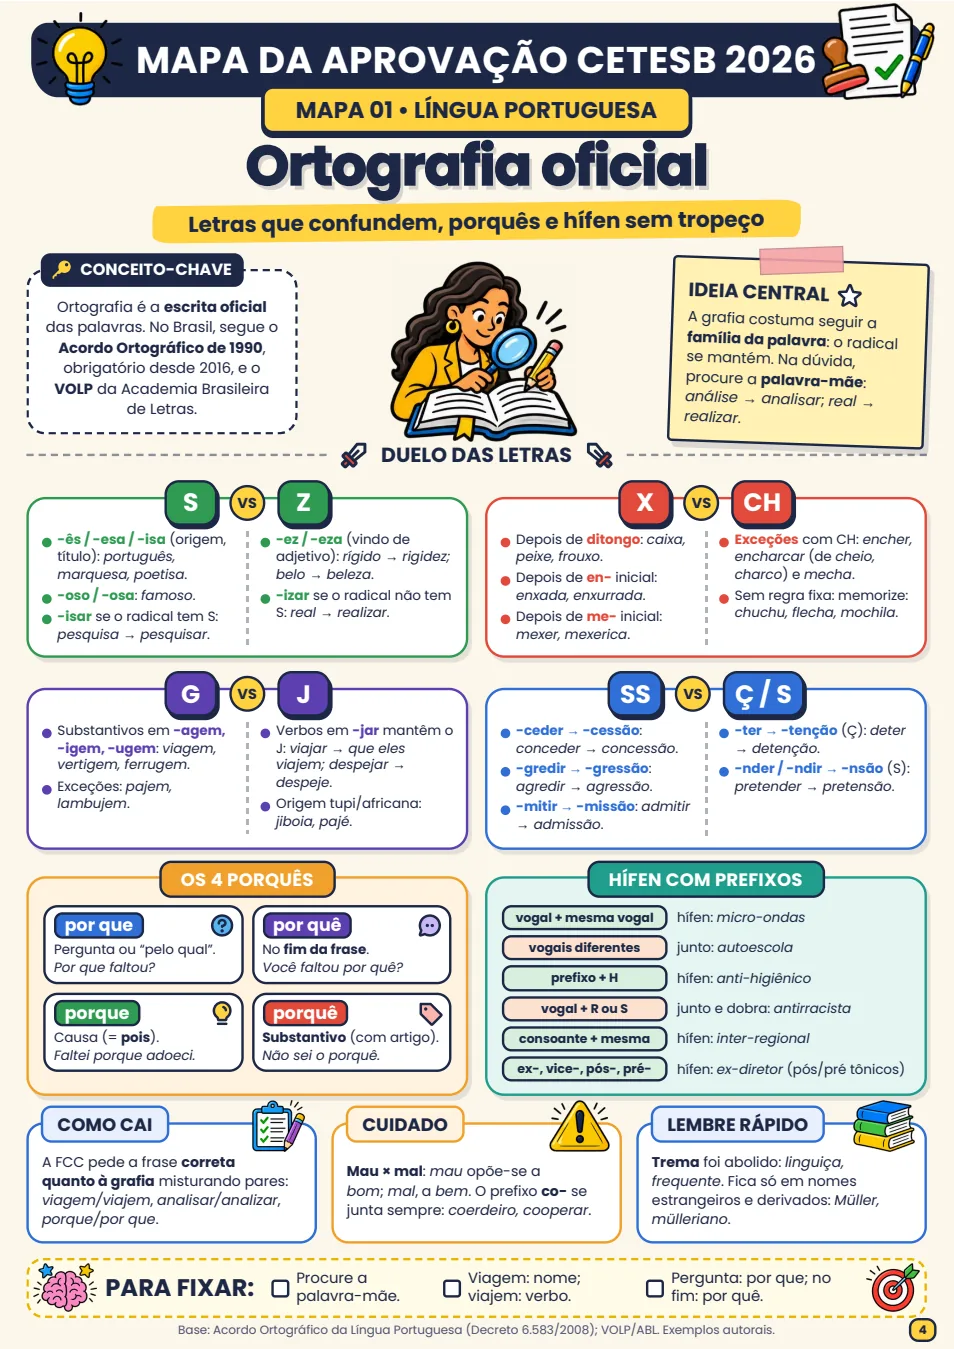 MAPA DA APROVAÇÃO CETESB 2026
MAPA 01 • LÍNGUA PORTUGUESA
Ortografia oficial
Letras que confundem, porquês e hífen sem tropeço
CONCEITO-CHAVE
Ortografia é a escrita oficial
das palavras. No Brasil, segue o
Acordo Ortográfico de 1990,
obrigatório desde 2016, e o
VOLP da Academia Brasileira
de Letras.
IDEIA CENTRAL
A grafia costuma seguir a
família da palavra: o radical
se mantém. Na dúvida,
procure a palavra-mãe:
análise → analisar; real →
realizar.
DUELO DAS LETRAS
S VS Z
-ês / -esa / -isa (origem,
título): português,
marquesa, poetisa.
-oso / -osa: famoso.
-isar se o radical tem S:
pesquisa → pesquisar.
-ez / -eza (vindo de
adjetivo): rígido → rigidez;
belo → beleza.
-izar se o radical não tem
S: real → realizar.
X VS CH
Depois de ditongo: caixa,
peixe, frouxo.
Depois de en- inicial:
enxada, enxurrada.
Depois de me- inicial:
mexer, mexerica.
Exceções com CH: encher,
encharcar (de cheio,
charco) e mecha.
Sem regra fixa: memorize:
chuchu, flecha, mochila.
G VS J
Substantivos em -agem,
-igem, -ugem: viagem,
vertigem, ferrugem.
Exceções: pajem,
lambujem.
Verbos em -jar mantêm o
J: viajar → que eles
viajem; despejar →
despeje.
Origem tupi/africana:
jiboia, pajé.
SS VS Ç / S
-ceder → -cessão:
conceder → concessão.
-gredir → -gressão:
agredir → agressão.
-mitir → -missão: admitir
→ admissão.
-ter → -tenção (Ç): deter
→ detenção.
-nder / -ndir → -nsão (S):
pretender → pretensão.
OS 4 PORQUÊS
por que
Pergunta ou “pelo qual”.
Por que faltou?
por quê
No fim da frase.
Você faltou por quê?
porque
Causa (= pois).
Faltei porque adoeci.
porquê
Substantivo (com artigo).
Não sei o porquê.
HÍFEN COM PREFIXOS
vogal + mesma vogal hífen: micro-ondas
vogais diferentes junto: autoescola
prefixo + H hífen: anti-higiênico
vogal + R ou S junto e dobra: antirracista
consoante + mesma hífen: inter-regional
ex-, vice-, pós-, pré- hífen: ex-diretor (pós/pré tônicos)
COMO CAI
A FCC pede a frase correta
quanto à grafia misturando pares:
viagem/viajem, analisar/analizar,
porque/por que.
CUIDADO
Mau × mal: mau opõe-se a
bom; mal, a bem. O prefixo co- se
junta sempre: coerdeiro, cooperar.
LEMBRE RÁPIDO
Trema foi abolido: linguiça,
frequente. Fica só em nomes
estrangeiros e derivados: Müller,
mülleriano.
PARA FIXAR:
Procure a
palavra-mãe.
Viagem: nome;
viajem: verbo.
Pergunta: por que; no
fim: por quê.
Base: Acordo Ortográfico da Língua Portuguesa (Decreto 6.583/2008); VOLP/ABL. Exemplos autorais.
4